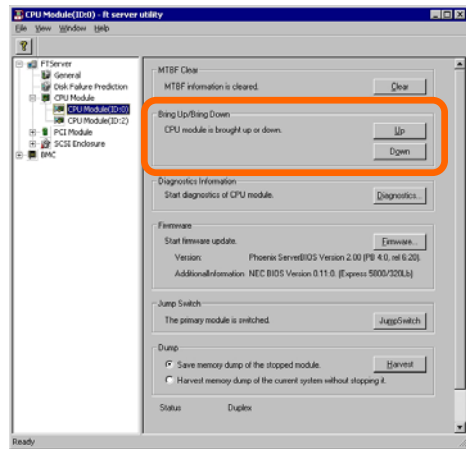 CPU Module(ID:0) - ft server utility
File View Window Help
FTServer
General
Disk Failure Prediction
CPU Module
CPU Module(ID:0)
CPU Module(ID:2)
PCI Module
SCSI Enclosure
BMC
MTBF Clear
MTBF information is cleared.
Clear
Bring Up/Bring Down
CPU module is brought up or down.
Up
Down
Diagnostics Information
Start diagnostics of CPU module.
Diagnostics...
Firmware
Start firmware update.
Firmware...
Version: Phoenix ServerBIOS Version 2.00 (PB 4.0, rel 6.20).
AdditionalInformation NEC BIOS Version 0.11.0. (Express 5800/320Lb)
Jump Switch
The primary module is switched.
JumpSwitch
Dump
Save memory dump of the stopped module.
Harvest
Harvest memory dump of the current system without stopping it.
Status Duplex
Ready